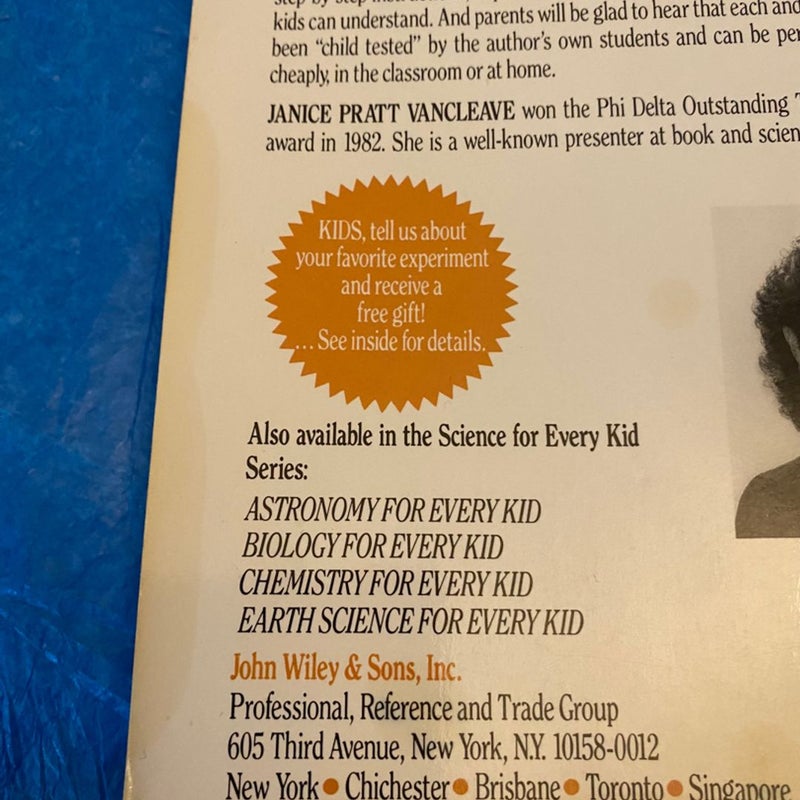 kids can understand. And parents will be glad to hear that each and
been “child tested” by the author’s own students and can be per
cheaply, in the classroom or at home.
JANICE PRATT VANCLEAVE won the Phi Delta Outstanding T
award in 1982. She is a well-known presenter at book and scien
KIDS, tell us about
your favorite experiment
and receive a
free gift!
...See inside for details.
Also available in the Science for Every Kid
Series:
ASTRONOMY FOR EVERY KID
BIOLOGY FOR EVERY KID
CHEMISTRY FOR EVERY KID
EARTH SCIENCE FOR EVERY KID
John Wiley & Sons, Inc.
Professional, Reference and Trade Group
605 Third Avenue, New York, N.Y. 10158-0012
New York • Chichester • Brisbane • Toronto • Singapore